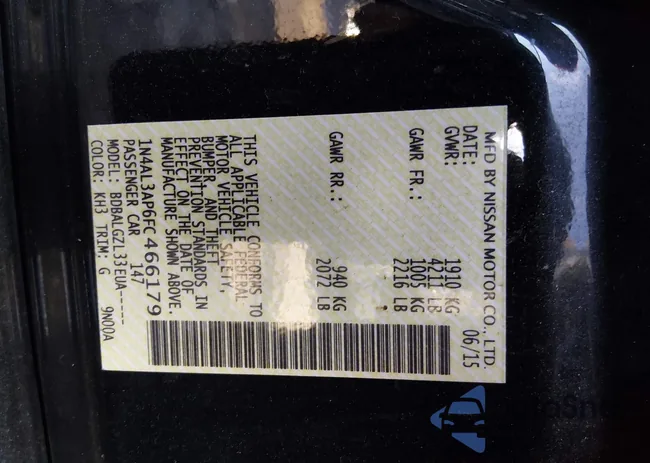 MFD BY NISSAN MOTOR CO., LTD.
DATE: 06/15
GVWR: 1910 KG
4211 LB
GAWR FR.: 1005 KG
2216 LB
GAWR RR.: 940 KG
2072 LB
THIS VEHICLE CONFORMS TO
ALL APPLICABLE FEDERAL
MOTOR VEHICLE SAFETY,
BUMPER, AND THEFT
PREVENTION STANDARDS IN
EFFECT ON THE DATE OF
MANUFACTURE SHOWN ABOVE.
1N4AL3AP6FC466179
PASSENGER CAR 147
MODEL: BDBALGZL33EUA-----
COLOR: KH3 TRIM: G 9N00A